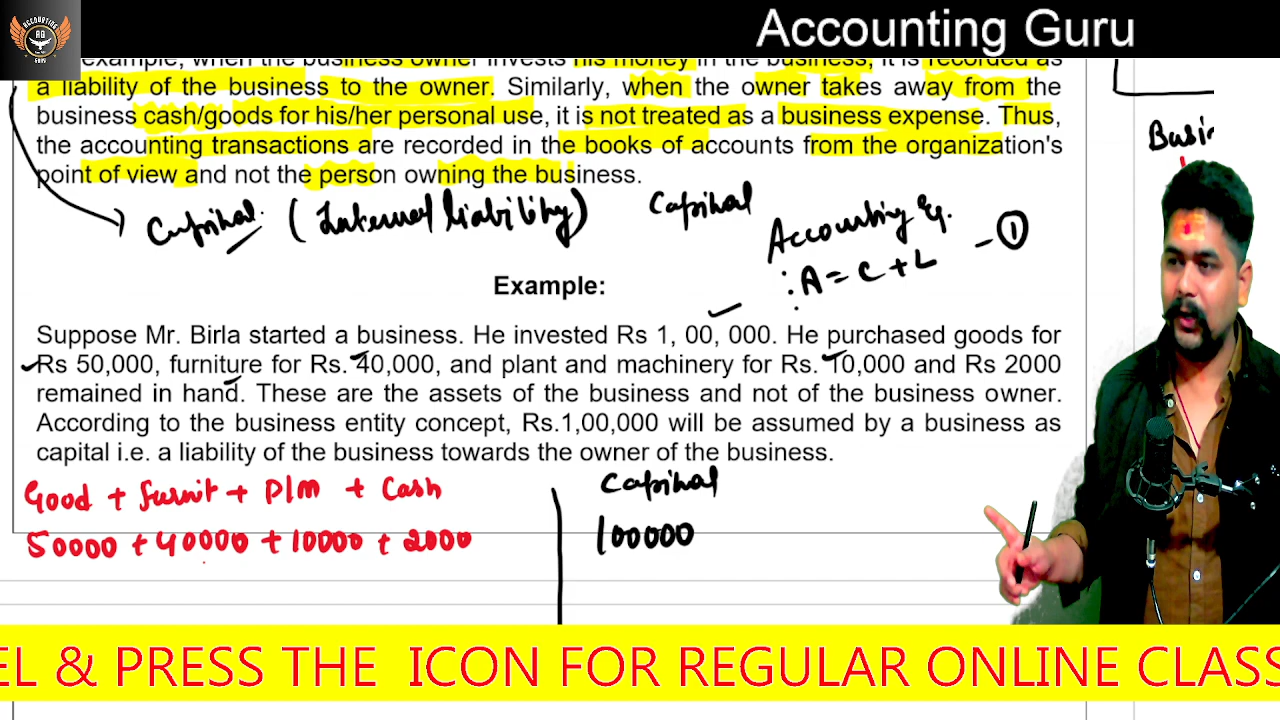 ACCOUNTING
AG
Accounting Guru
example, when the business owner invests his money in the business, it is recorded as
a liability of the business to the owner. Similarly, when the owner takes away from the
business cash/goods for his/her personal use, it is not treated as a business expense. Thus,
the accounting transactions are recorded in the books of accounts from the organization's
point of view and not the person owning the business.
Busin
Capital (Internal liability) Capital
Accounting Eq. - ①
∴ A = C + L
Example:
Suppose Mr. Birla started a business. He invested Rs 1, 00, 000. He purchased goods for
Rs 50,000, furniture for Rs. 40,000, and plant and machinery for Rs. 10,000 and Rs 2000
remained in hand. These are the assets of the business and not of the business owner.
According to the business entity concept, Rs.1,00,000 will be assumed by a business as
capital i.e. a liability of the business towards the owner of the business.
Good + Furnit + P/M + Cash
50000 + 40000 + 10000 + 2000
Capital
100000
EL & PRESS THE ICON FOR REGULAR ONLINE CLASS